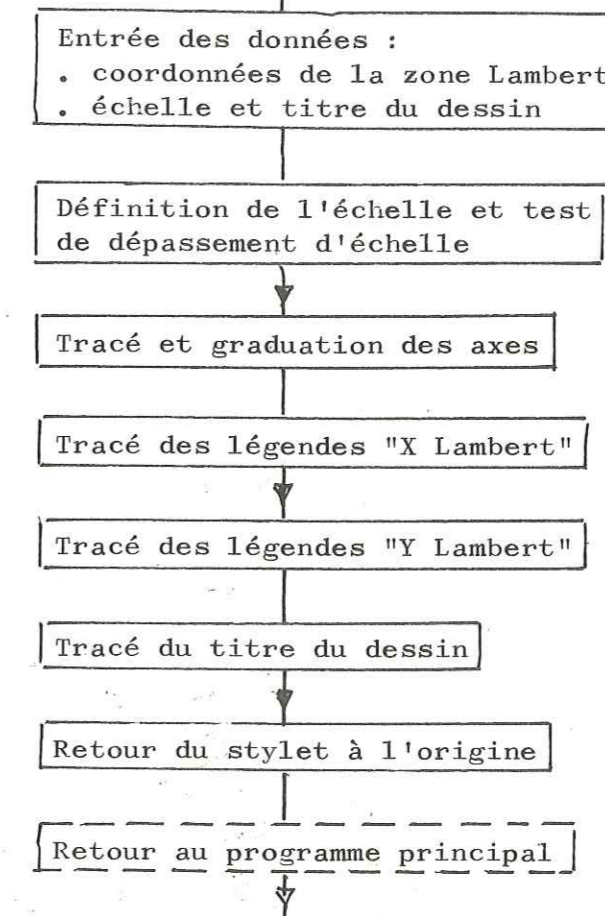 Entrée des données :
. coordonnées de la zone Lambert
. échelle et titre du dessin
Définition de l'échelle et test
de dépassement d'échelle
Tracé et graduation des axes
Tracé des légendes "X Lambert"
Tracé des légendes "Y Lambert"
Tracé du titre du dessin
Retour du stylet à l'origine
Retour au programme principal